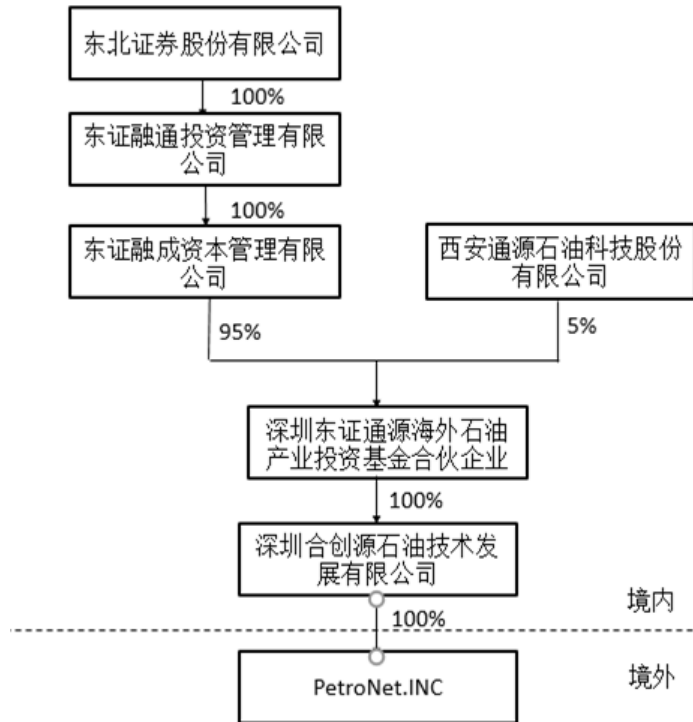 东北证券股份有限公司
100%
东证融通投资管理有限
公司
100%
东证融成资本管理有限
公司
西安通源石油科技股份
有限公司
95%
5%
深圳东证通源海外石油
产业投资基金合伙企业
100%
深圳合创源石油技术发
展有限公司
境内
100%
境外
PetroNet.INC